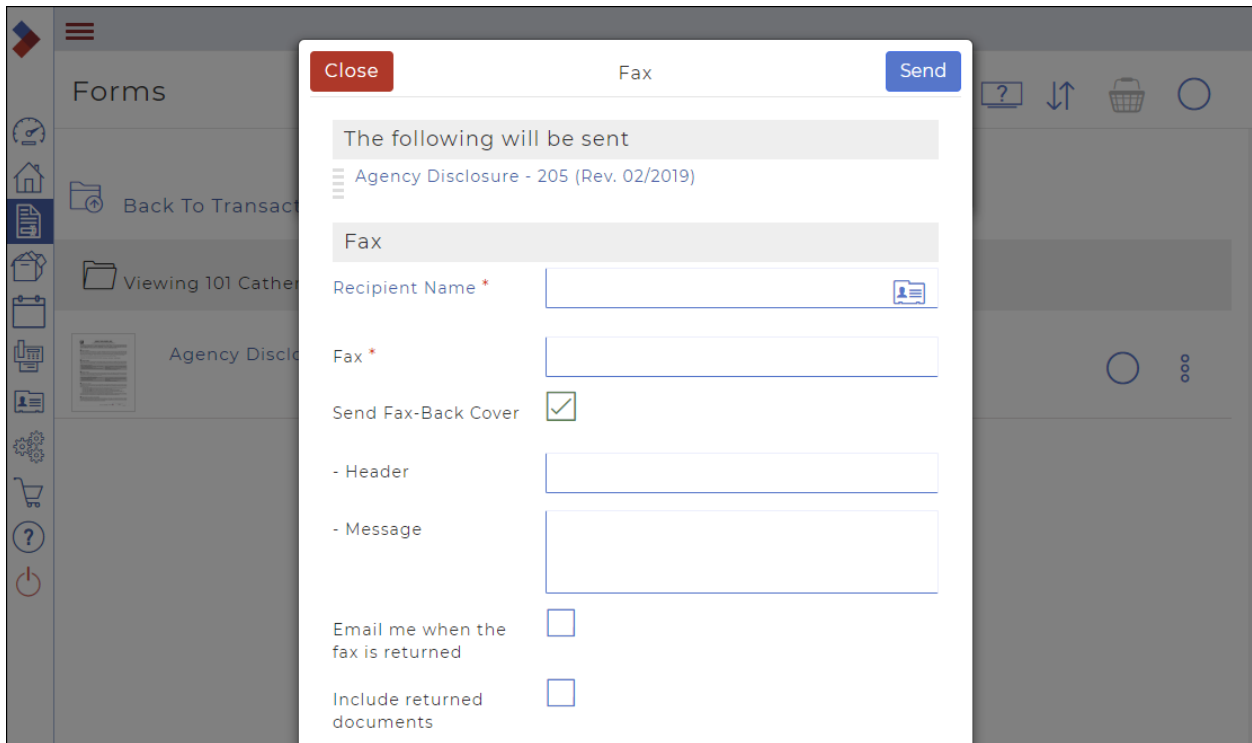 Close
Fax
Send
Forms
?
The following will be sent
Agency Disclosure - 205 (Rev. 02/2019)
Back To Transact
Fax
Viewing 101 Cather
Recipient Name *
Agency Disclo
Fax *
Send Fax-Back Cover
- Header
- Message
?
Email me when the
fax is returned
Include returned
documents